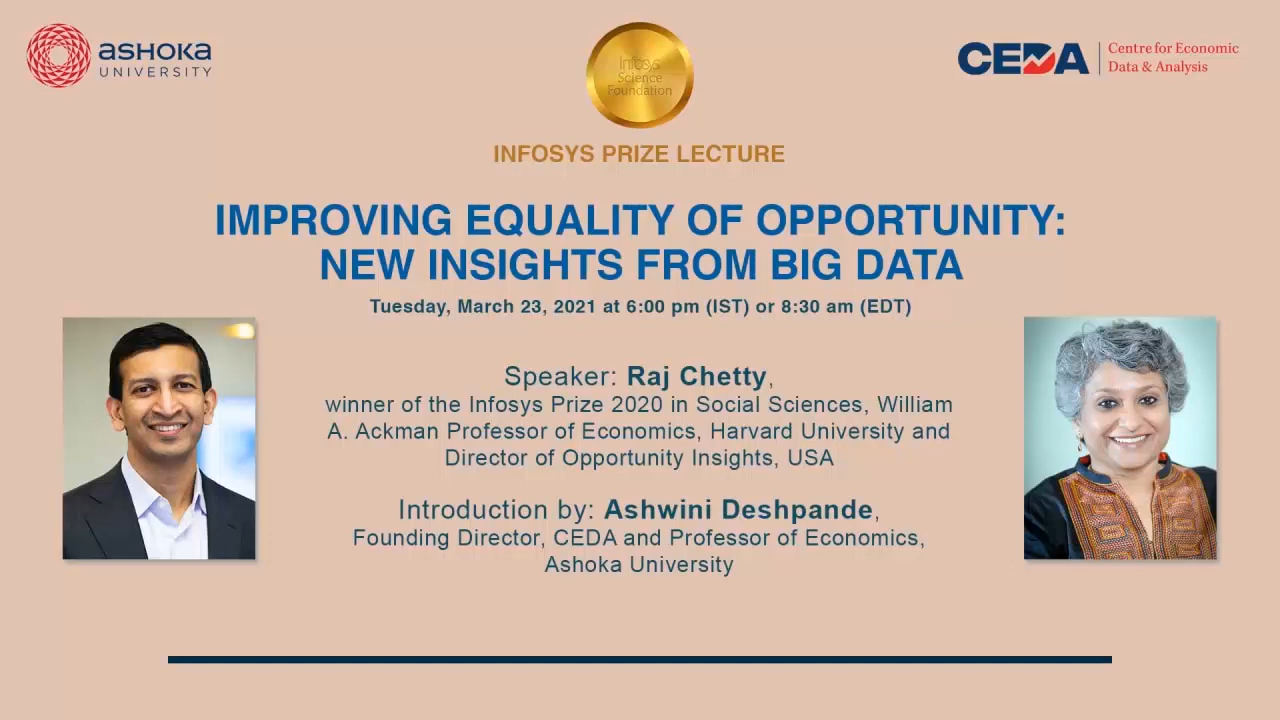 ASHOKA
UNIVERSITY
Infosys
Science
Foundation
CEDA
Centre for Economic
Data & Analysis
INFOSYS PRIZE LECTURE
IMPROVING EQUALITY OF OPPORTUNITY:
NEW INSIGHTS FROM BIG DATA
Tuesday, March 23, 2021 at 6:00 pm (IST) or 8:30 am (EDT)
Speaker: Raj Chetty,
winner of the Infosys Prize 2020 in Social Sciences, William
A. Ackman Professor of Economics, Harvard University and
Director of Opportunity Insights, USA
Introduction by: Ashwini Deshpande,
Founding Director, CEDA and Professor of Economics,
Ashoka University